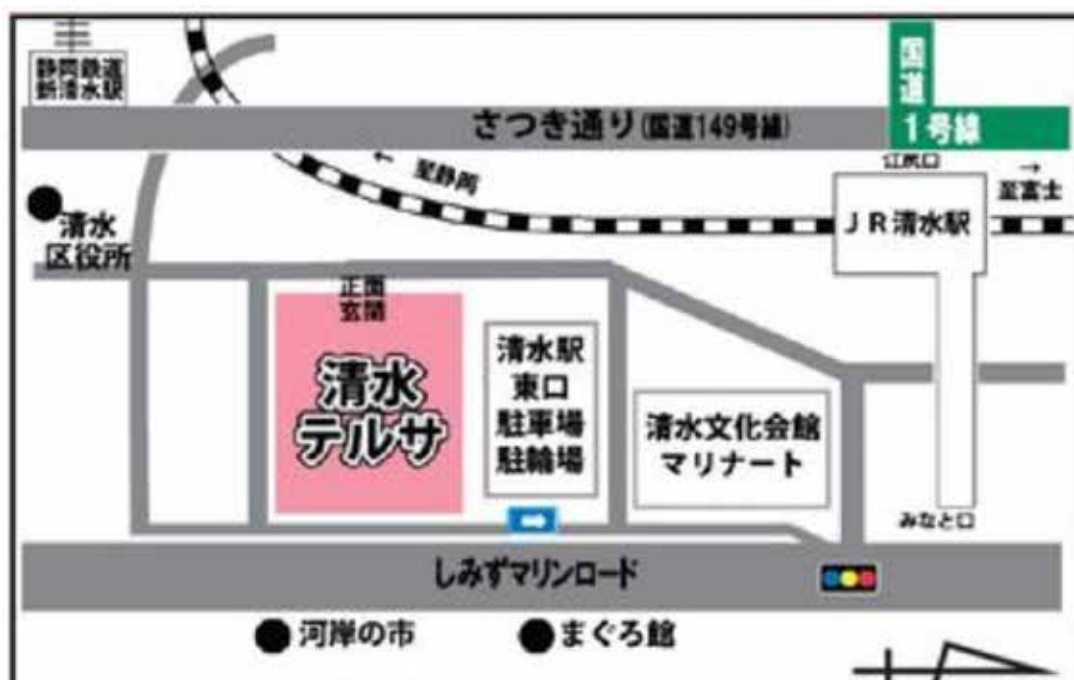 静岡鉄道
新清水駅
国道
1号線
さつき通り(国道149号線)
江尻口
←
至静岡
→
至富士
JR清水駅
清水
区役所
正面
玄関
清水
テルサ
清水駅
東口
駐車場
駐輪場
清水文化会館
マリナート
みなと口
しみずマリンロード
河岸の市
まぐろ館